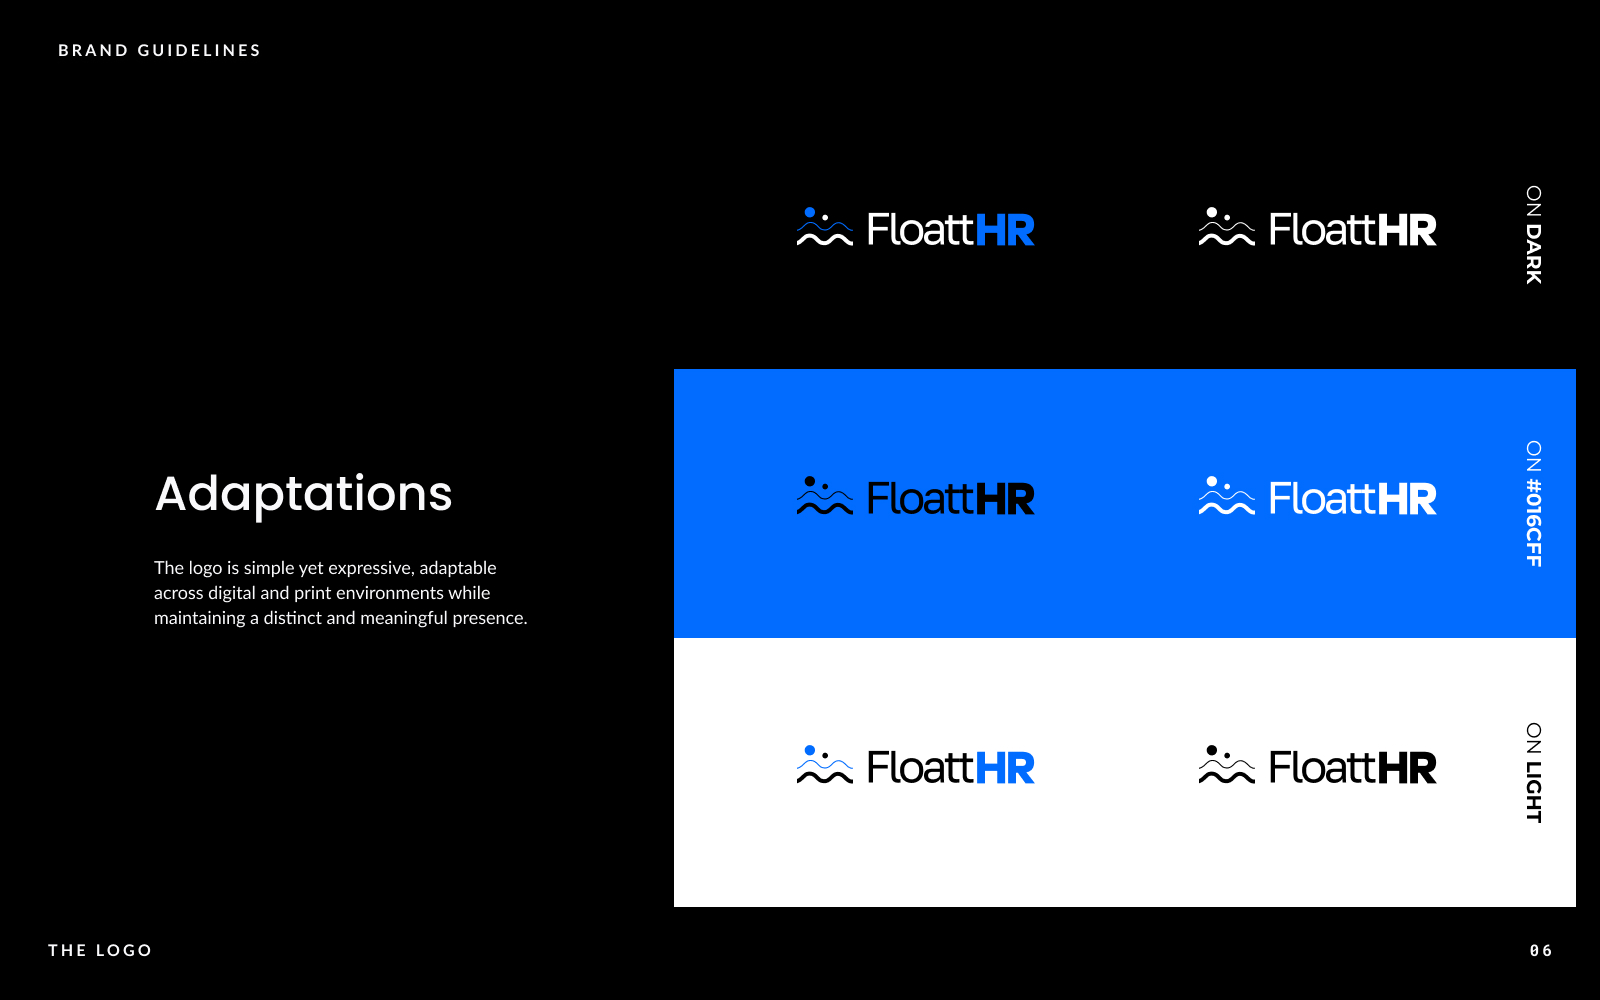 BRAND GUIDELINES
FloattHR
FloattHR
ON DARK
Adaptations
The logo is simple yet expressive, adaptable
across digital and print environments while
maintaining a distinct and meaningful presence.
FloattHR
FloattHR
ON #016CFF
FloattHR
FloattHR
ON LIGHT
THE LOGO
06